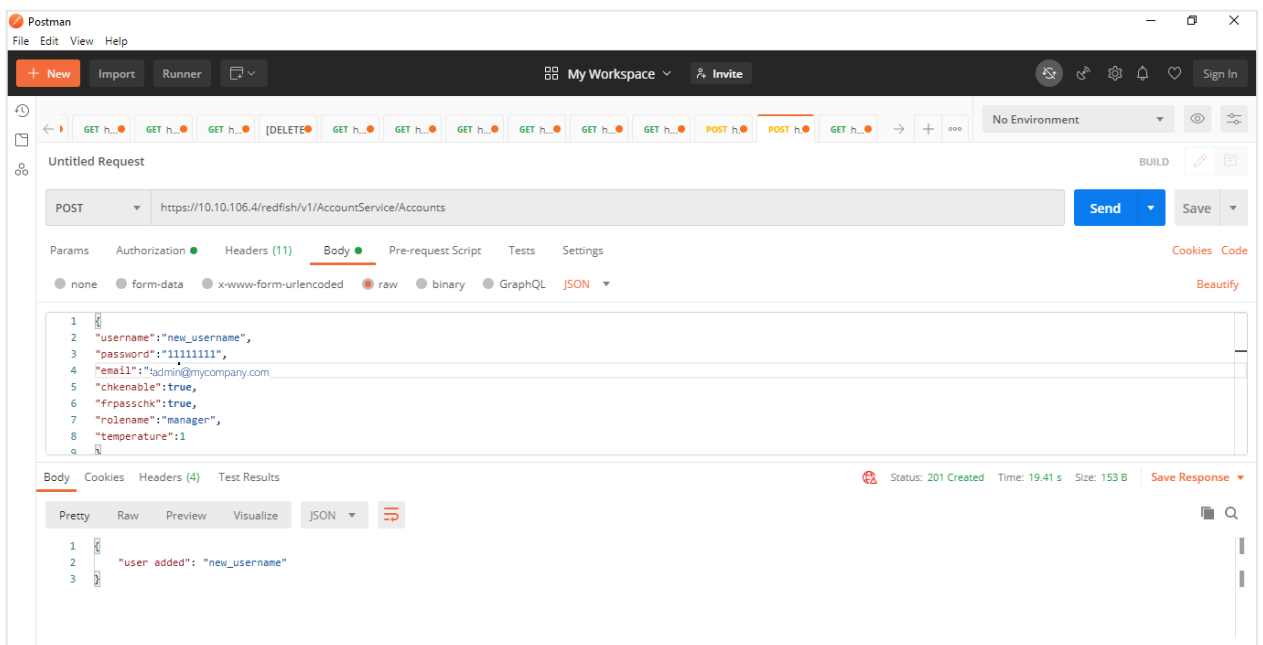 Postman
File Edit View Help
+ New Import Runner My Workspace Invite Sign In
GET h... GET h... GET h... [DELETE GET h... GET h... GET h... GET h... GET h... GET h... POST h. POST h. GET h... No Environment
Untitled Request BUILD
POST https://10.10.106.4/redfish/v1/AccountService/Accounts Send Save
Params Authorization Headers (11) Body Pre-request Script Tests Settings Cookies Code
none form-data x-www-form-urlencoded raw binary GraphQL JSON Beautify
1 {
2 "username":"new_username",
3 "password":"11111111",
4 "email":"admin@mycompany.com
5 "chkenable":true,
6 "frpasschk":true,
7 "rolename":"manager",
8 "temperature":1
9 }
Body Cookies Headers (4) Test Results Status: 201 Created Time: 19.41 s Size: 153 B Save Response
Pretty Raw Preview Visualize JSON
1 {
2 "user added": "new_username"
3 }